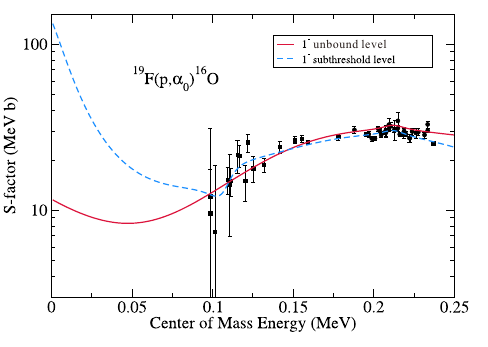 100
10
S-factor (MeV b)
¹⁹F(p,α₀)¹⁶O
1⁻ unbound level
1⁻ subthreshold level
0 0.05 0.1 0.15 0.2 0.25
Center of Mass Energy (MeV)